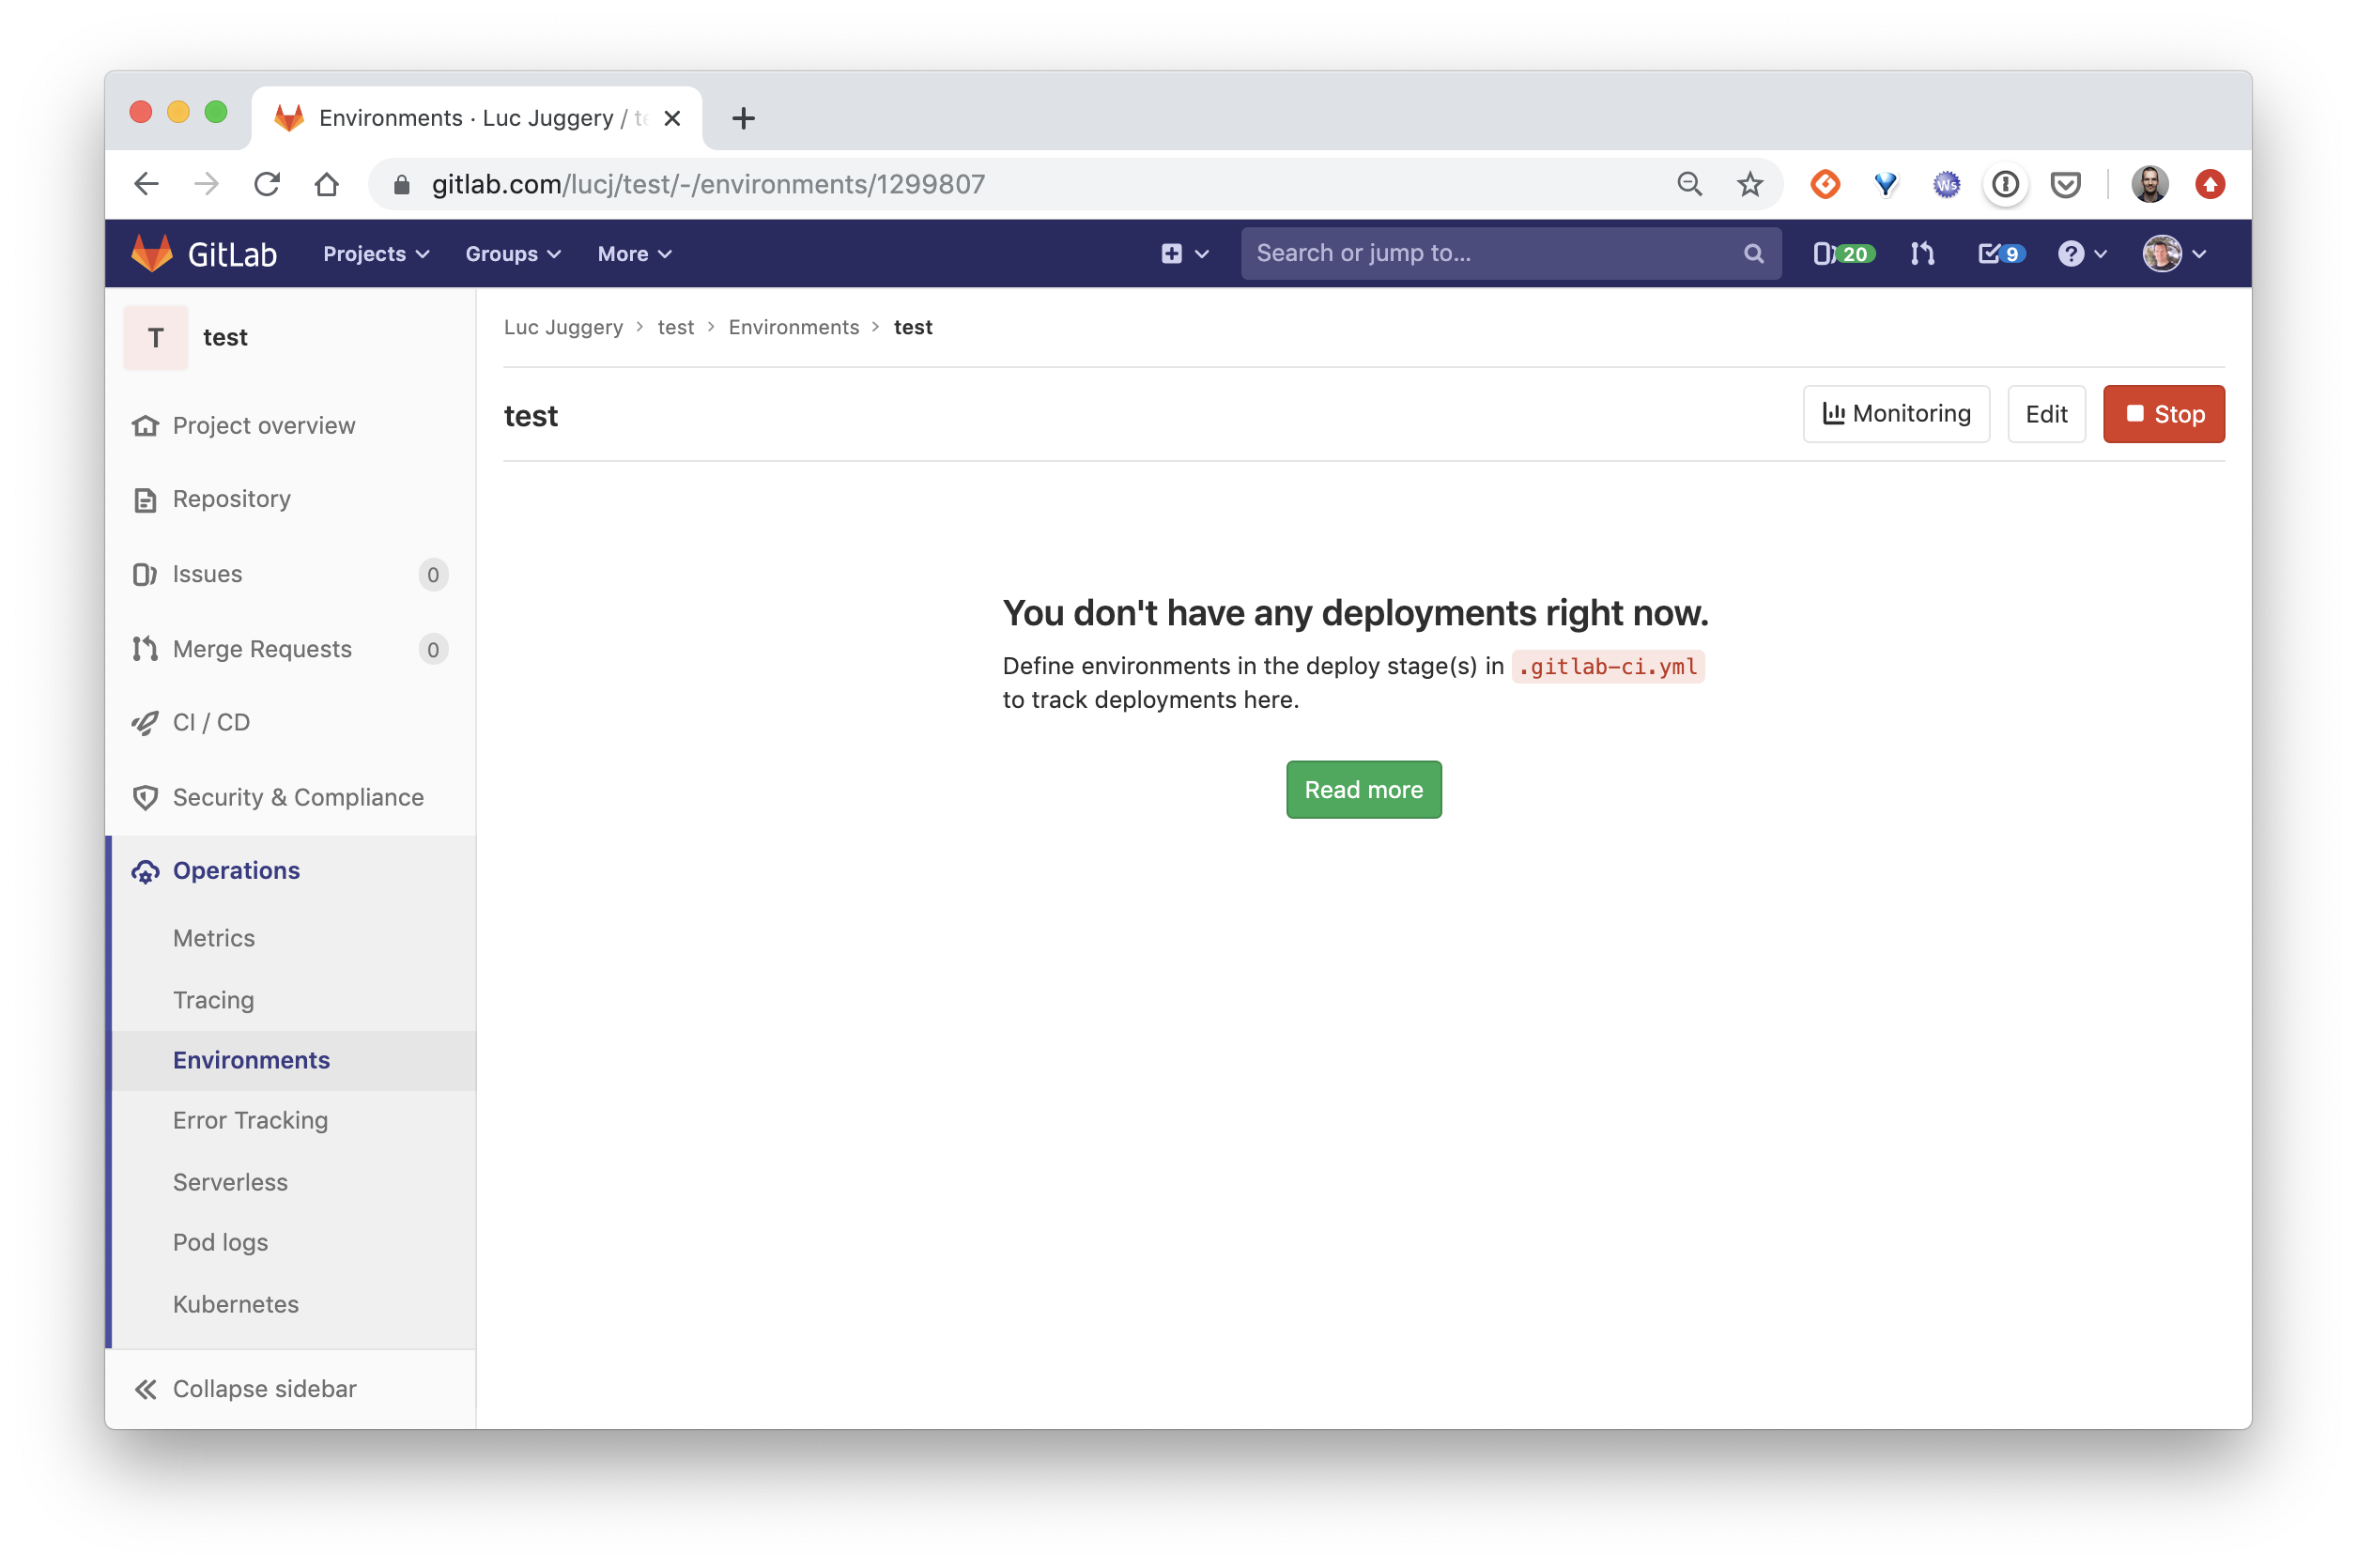 Environments · Luc Juggery / te
gitlab.com/lucj/test/-/environments/1299807
Ws
GitLab
Projects
Groups
More
Search or jump to...
20
9
T
test
Luc Juggery > test > Environments > test
test
Monitoring
Edit
Stop
Project overview
Repository
Issues
0
Merge Requests
0
CI / CD
Security & Compliance
Operations
Metrics
Tracing
Environments
Error Tracking
Serverless
Pod logs
Kubernetes
Collapse sidebar
You don't have any deployments right now.
Define environments in the deploy stage(s) in .gitlab-ci.yml
to track deployments here.
Read more